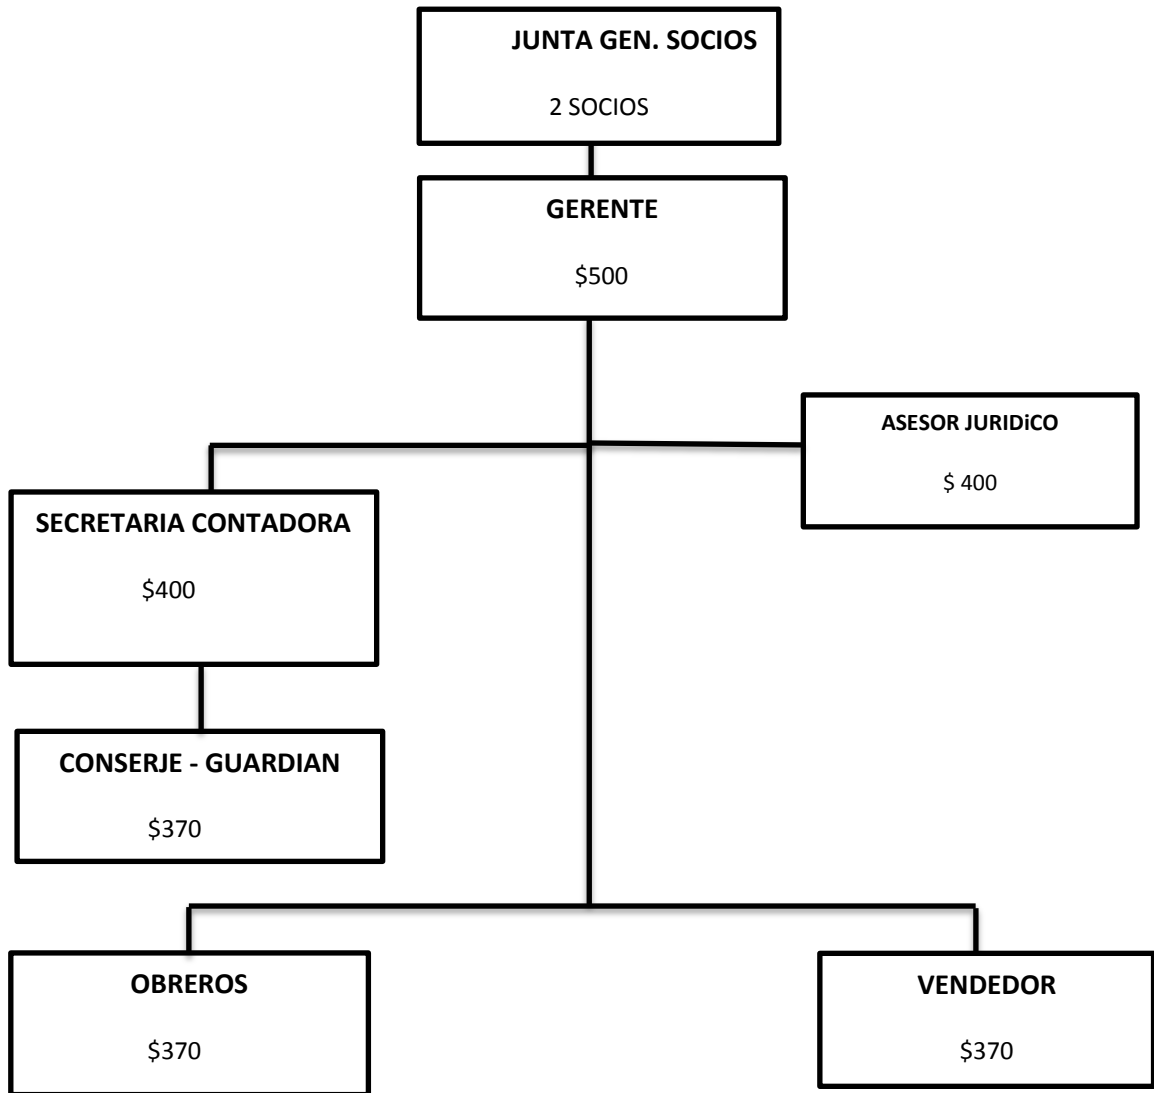 JUNTA GEN. SOCIOS
2 SOCIOS
GERENTE
$500
ASESOR JURIDiCO
$ 400
SECRETARIA CONTADORA
$400
CONSERJE - GUARDIAN
$370
OBREROS
$370
VENDEDOR
$370